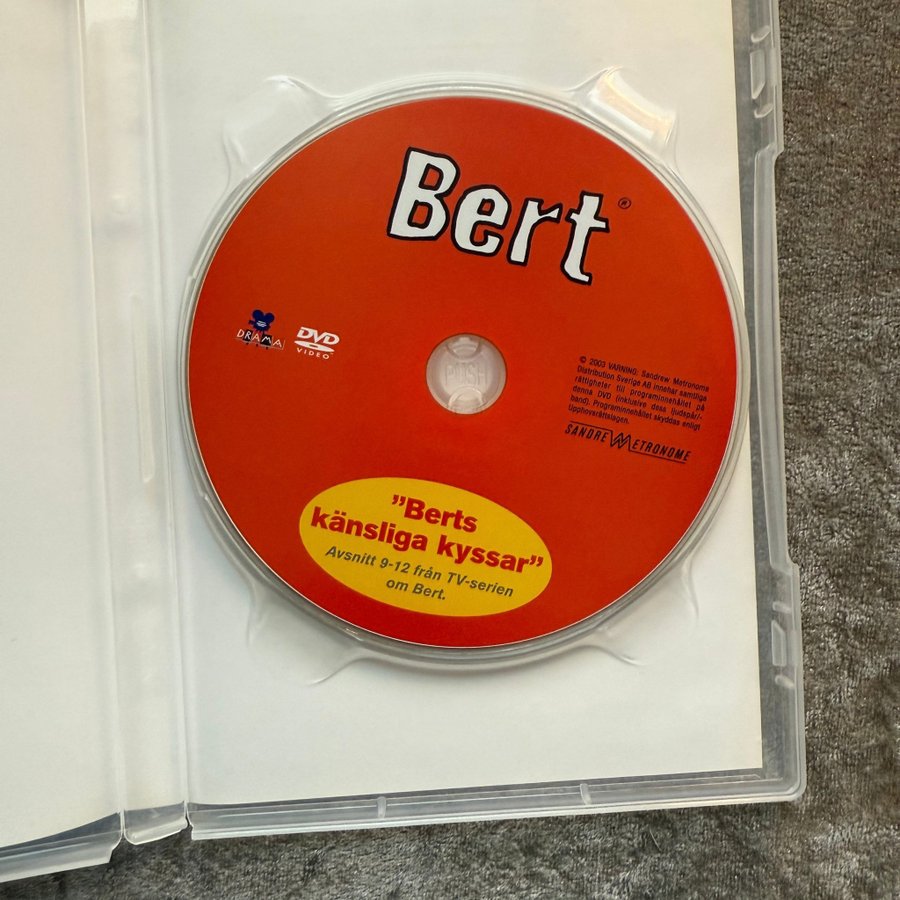 Bert
®
DRAMA
DVD
VIDEO
PUSH
© 2003 VARNING: Sandrew Metronome
Distribution Sverige AB innehar samtliga
rättigheter till programinnehållet på
denna DVD (inklusive dess ljudspår/-
band). Programinnehållet skyddas enligt
Upphovsrättslagen.
SANDREW METRONOME
"Berts
känsliga kyssar"
Avsnitt 9-12 från TV-serien
om Bert.